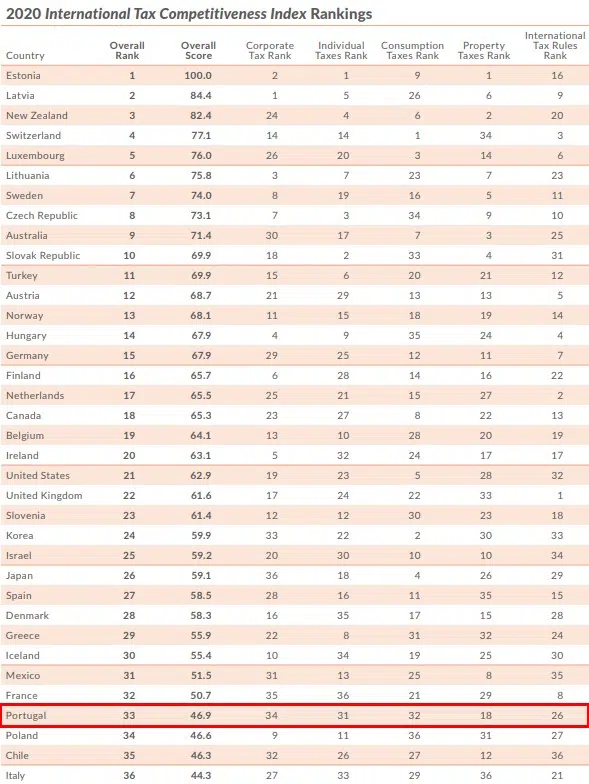 2020 International Tax Competitiveness Index Rankings
Country Overall Rank Overall Score Corporate Tax Rank Individual Taxes Rank Consumption Taxes Rank Property Taxes Rank International Tax Rules Rank
Estonia 1 100.0 2 1 9 1 16
Latvia 2 84.4 1 5 26 6 9
New Zealand 3 82.4 24 4 6 2 20
Switzerland 4 77.1 14 14 1 34 3
Luxembourg 5 76.0 26 20 3 14 6
Lithuania 6 75.8 3 7 23 7 23
Sweden 7 74.0 8 19 16 5 11
Czech Republic 8 73.1 7 3 34 9 10
Australia 9 71.4 30 17 7 3 25
Slovak Republic 10 69.9 18 2 33 4 31
Turkey 11 69.9 15 6 20 21 12
Austria 12 68.7 21 29 13 13 5
Norway 13 68.1 11 15 18 19 14
Hungary 14 67.9 4 9 35 24 4
Germany 15 67.9 29 25 12 11 7
Finland 16 65.7 6 28 14 16 22
Netherlands 17 65.5 25 21 15 27 2
Canada 18 65.3 23 27 8 22 13
Belgium 19 64.1 13 10 28 20 19
Ireland 20 63.1 5 32 24 17 17
United States 21 62.9 19 23 5 28 32
United Kingdom 22 61.6 17 24 22 33 1
Slovenia 23 61.4 12 12 30 23 18
Korea 24 59.9 33 22 2 30 33
Israel 25 59.2 20 30 10 10 34
Japan 26 59.1 36 18 4 26 29
Spain 27 58.5 28 16 11 35 15
Denmark 28 58.3 16 35 17 15 28
Greece 29 55.9 22 8 31 32 24
Iceland 30 55.4 10 34 19 25 30
Mexico 31 51.5 31 13 25 8 35
France 32 50.7 35 36 21 29 8
Portugal 33 46.9 34 31 32 18 26
Poland 34 46.6 9 11 36 31 27
Chile 35 46.3 32 26 27 12 36
Italy 36 44.3 27 33 29 36 21